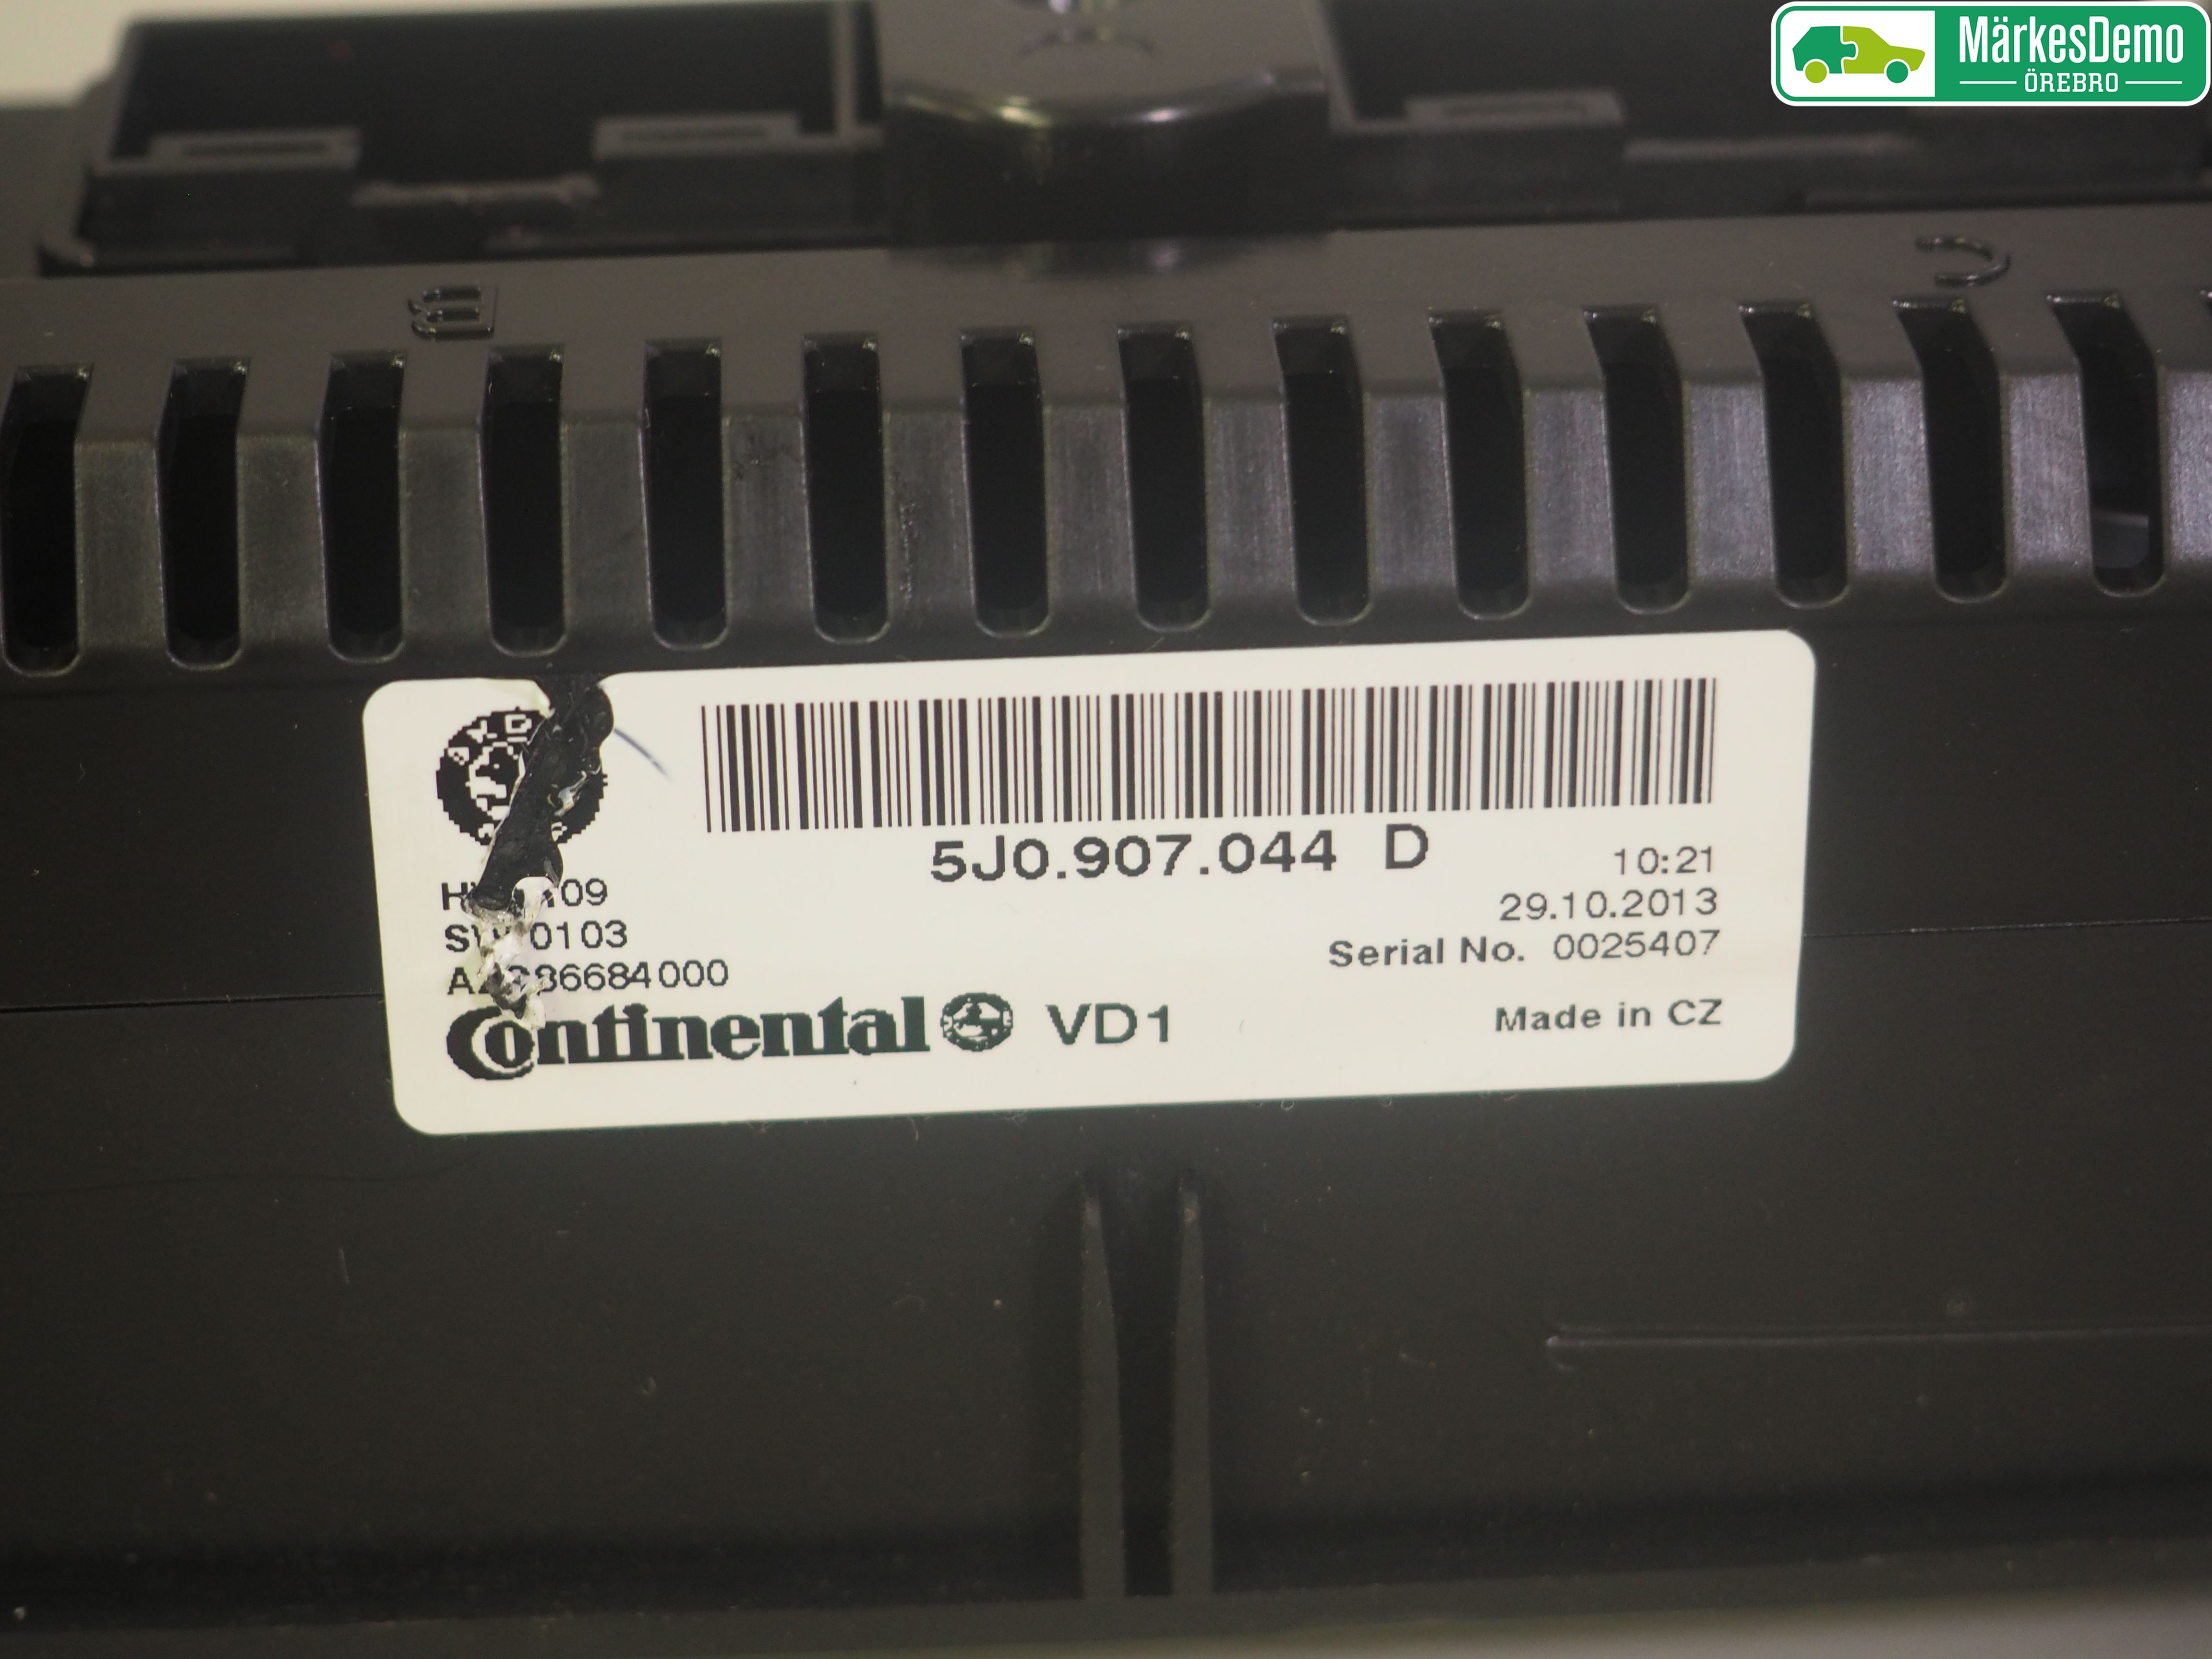 MärkesDemo
ÖREBRO
B
C
5J0.907.044 D
10:21
29.10.2013
0103
Serial No. 0025407
Continental VD1
Made in CZ